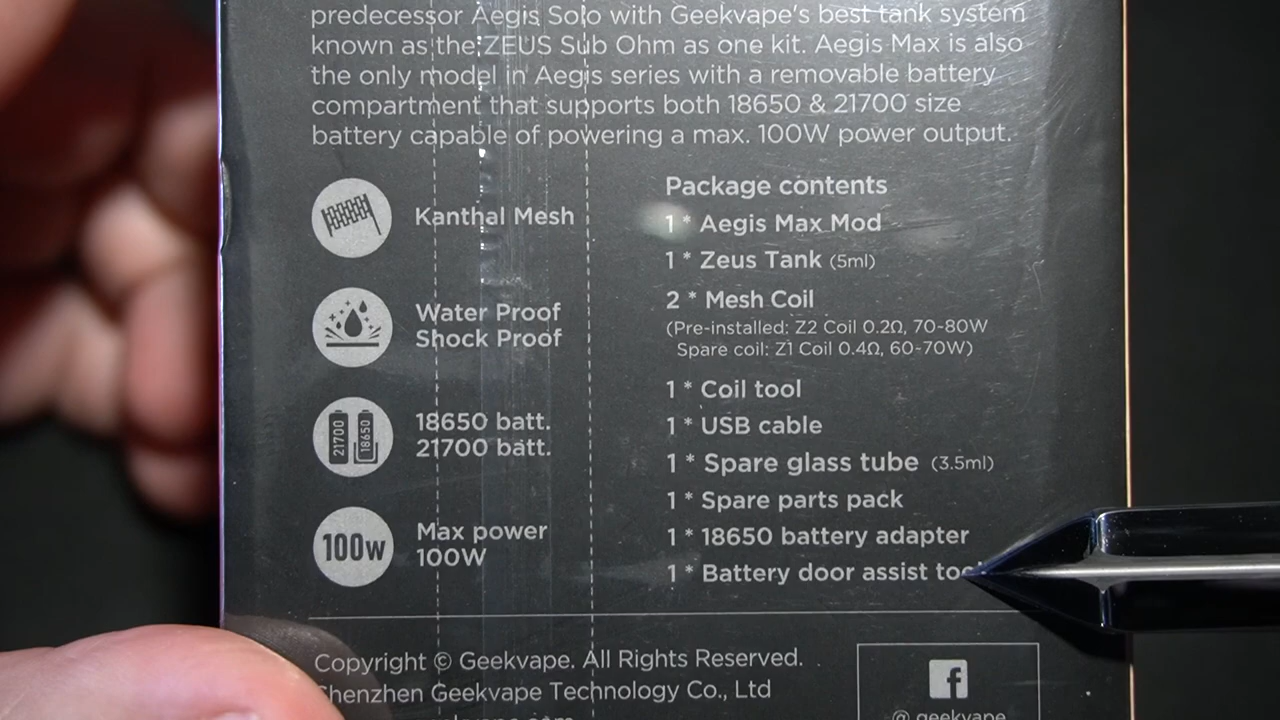 predecessor Aegis Solo with Geekvape's best tank system
known as the ZEUS Sub Ohm as one kit. Aegis Max is also
the only model in Aegis series with a removable battery
compartment that supports both 18650 & 21700 size
battery capable of powering a max. 100W power output.
Kanthal Mesh
Water Proof
Shock Proof
21700
18650
18650 batt.
21700 batt.
100w
Max power
100W
Package contents
1 * Aegis Max Mod
1 * Zeus Tank (5ml)
2 * Mesh Coil
(Pre-installed: Z2 Coil 0.2Ω, 70-80W
Spare coil: Z1 Coil 0.4Ω, 60-70W)
1 * Coil tool
1 * USB cable
1 * Spare glass tube (3.5ml)
1 * Spare parts pack
1 * 18650 battery adapter
1 * Battery door assist tool
Copyright © Geekvape. All Rights Reserved.
Shenzhen Geekvape Technology Co., Ltd
f
@ geekvape